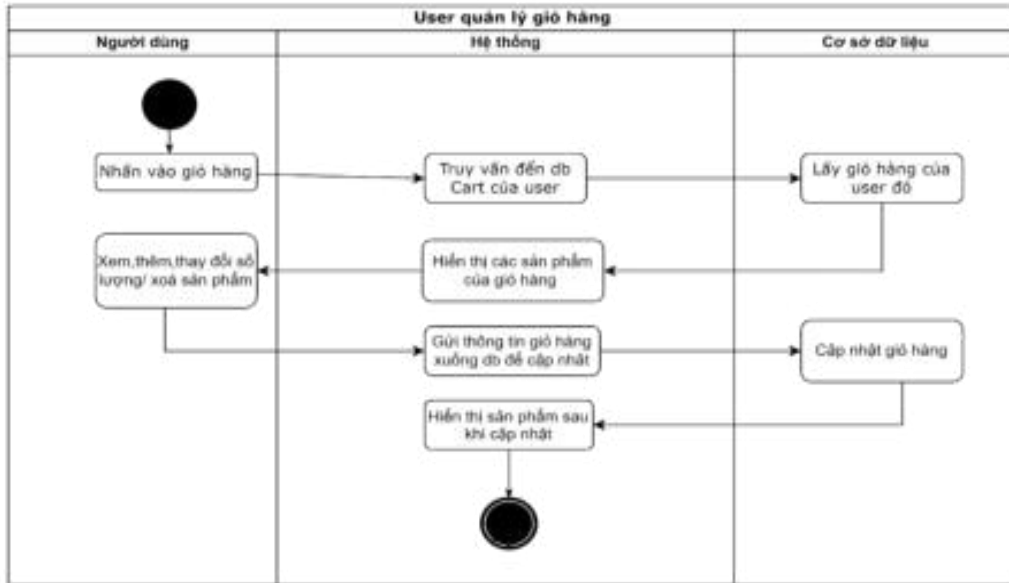 User quản lý giỏ hàng
Người dùng
Hệ thống
Cơ sở dữ liệu
Nhấn vào giỏ hàng
Truy vấn đến db
Cart của user
Lấy giỏ hàng của
user đó
Xem,thêm,thay đổi số
lượng/ xoá sản phẩm
Hiển thị các sản phẩm
của giỏ hàng
Gửi thông tin giỏ hàng
xuống db để cập nhật
Cập nhật giỏ hàng
Hiển thị sản phẩm sau
khi cập nhật